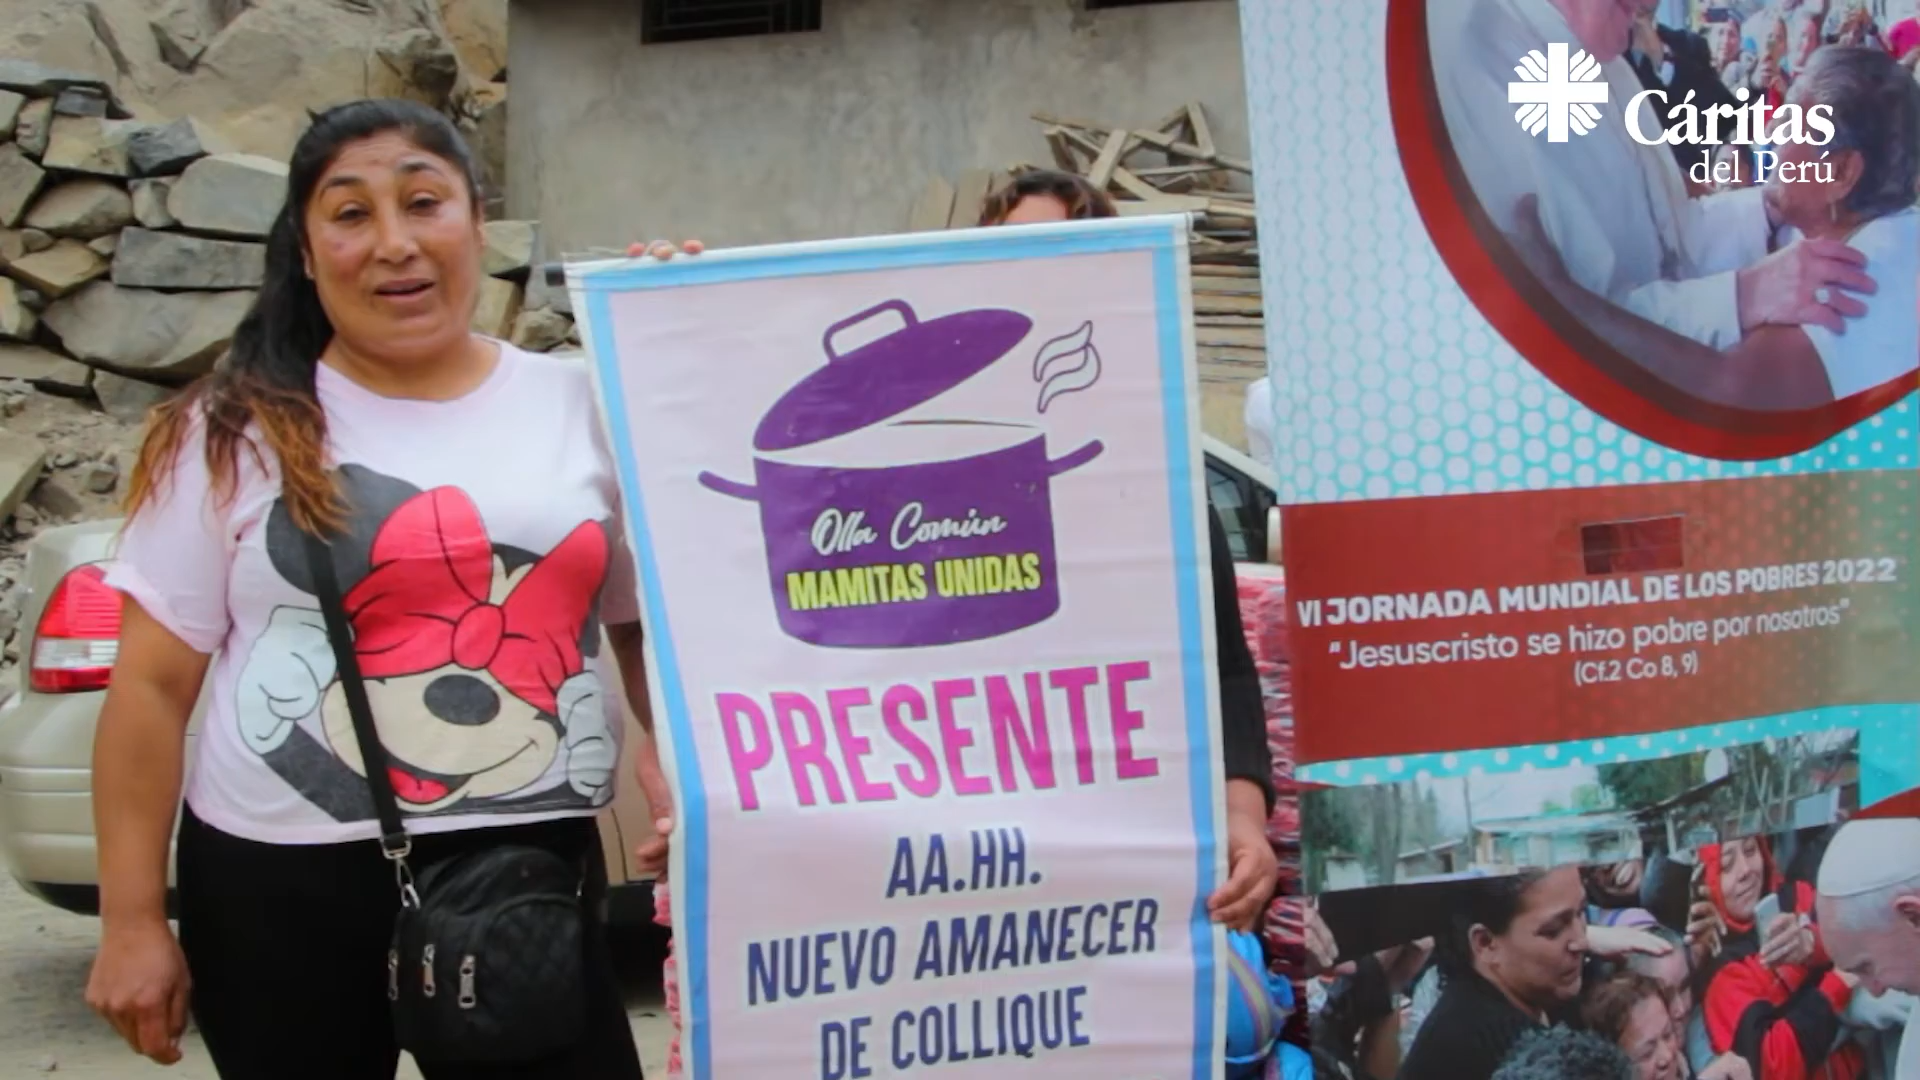 Cáritas
del Perú
Olla Común
MAMITAS UNIDAS
PRESENTE
AA.HH.
NUEVO AMANECER
DE COLLIQUE
VI JORNADA MUNDIAL DE LOS POBRES 2022
"Jesuscristo se hizo pobre por nosotros"
(Cf.2 Co 8, 9)